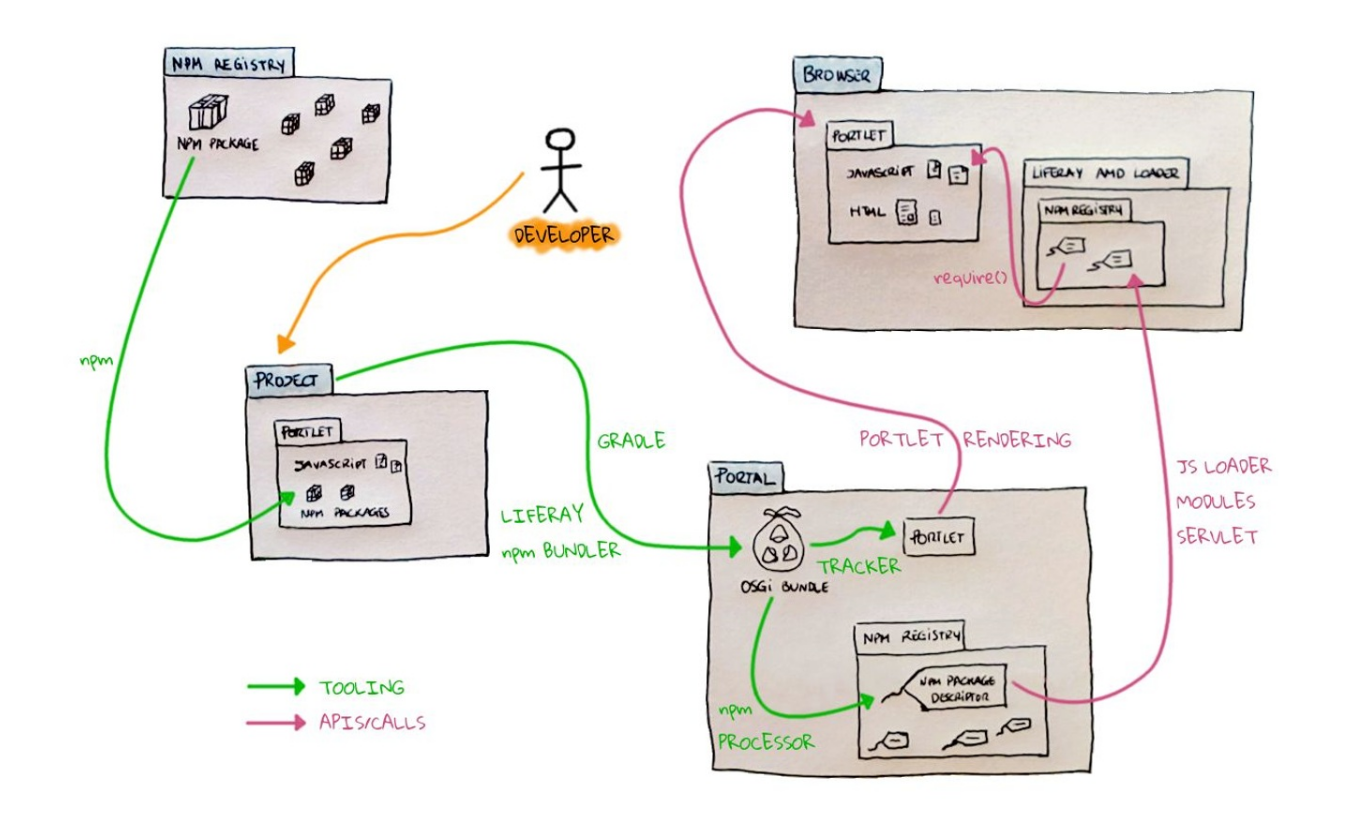 NPM REGISTRY
NPM PACKAGE
DEVELOPER
npm
PROJECT
PORTLET
JAVASCRIPT
NPM PACKAGES
GRADLE
LIFERAY
npm BUNDLER
BROWSER
PORTLET
JAVASCRIPT
HTML
LIFERAY AMD LOADER
NPM REGISTRY
require()
PORTLET RENDERING
JS LOADER
MODULES
SERVLET
PORTAL
OSGi BUNDLE
TRACKER
PORTLET
NPM REGISTRY
NPM PACKAGE
DESCRIPTOR
npm
PROCESSOR
TOOLING
APIS/CALLS